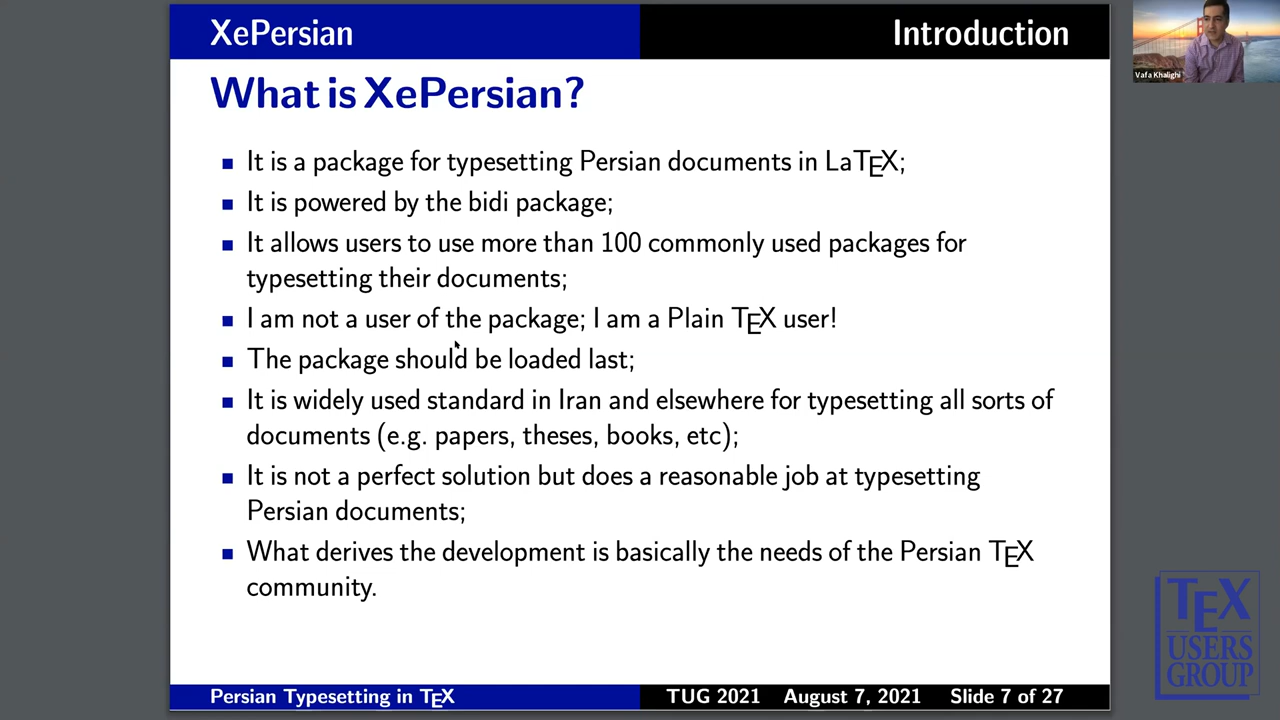 XePersian
Introduction
Vafa Khalighi
What is XePersian?
It is a package for typesetting Persian documents in LaTEX;
It is powered by the bidi package;
It allows users to use more than 100 commonly used packages for
typesetting their documents;
I am not a user of the package; I am a Plain TEX user!
The package should be loaded last;
It is widely used standard in Iran and elsewhere for typesetting all sorts of
documents (e.g. papers, theses, books, etc);
It is not a perfect solution but does a reasonable job at typesetting
Persian documents;
What derives the development is basically the needs of the Persian TEX
community.
TEX
USERS
GROUP
Persian Typesetting in TEX
TUG 2021 August 7, 2021 Slide 7 of 27